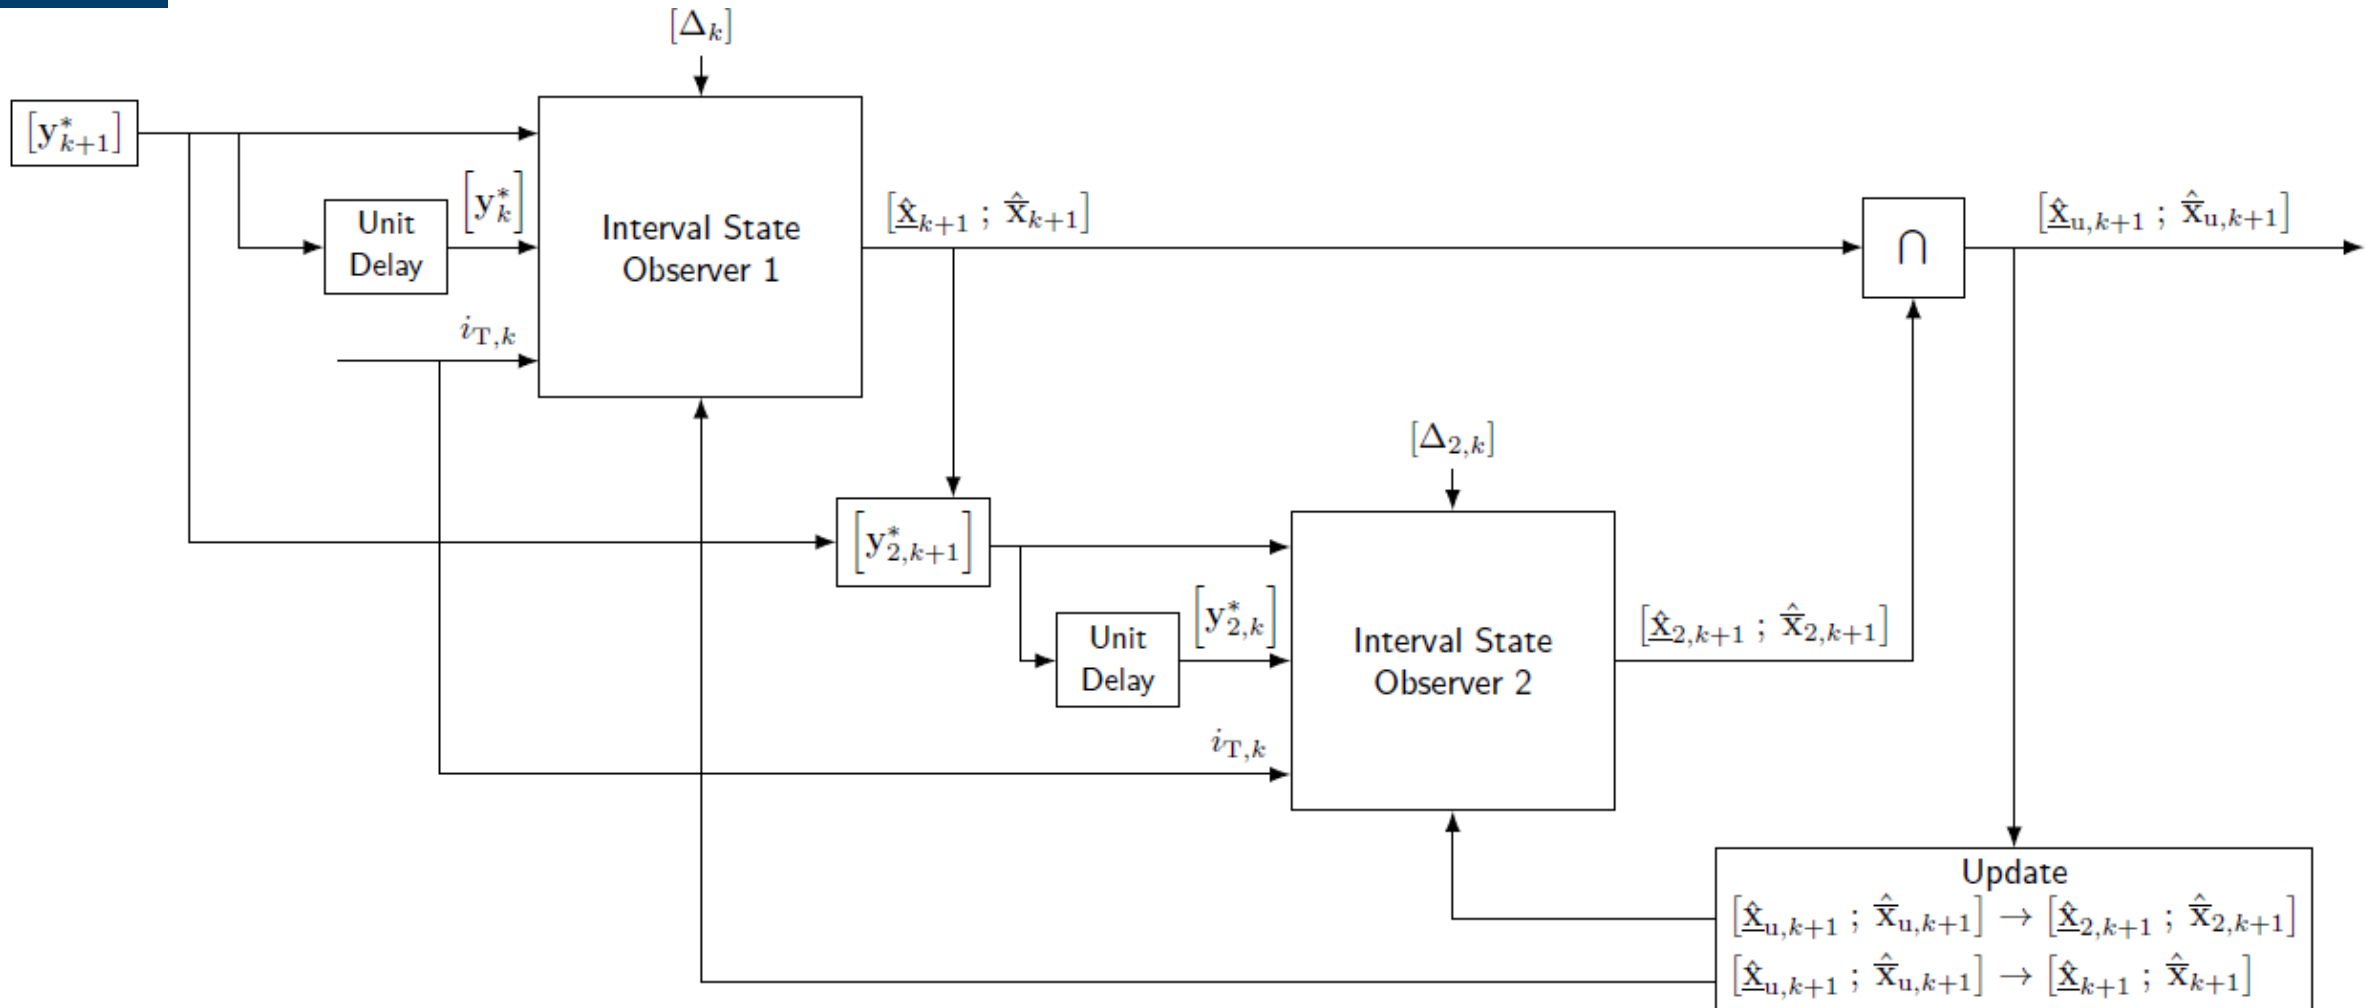 [Δ_k]
[y*_{k+1}]
[y*_k]
Unit
Delay
i_{T,k}
Interval State
Observer 1
[x̲̂_{k+1} ; x̅̂_{k+1}]
∩
[x̲̂_{u,k+1} ; x̅̂_{u,k+1}]
[Δ_{2,k}]
[y*_{2,k+1}]
[y*_{2,k}]
Unit
Delay
i_{T,k}
Interval State
Observer 2
[x̲̂_{2,k+1} ; x̅̂_{2,k+1}]
Update
[x̲̂_{u,k+1} ; x̅̂_{u,k+1}] → [x̲̂_{2,k+1} ; x̅̂_{2,k+1}]
[x̲̂_{u,k+1} ; x̅̂_{u,k+1}] → [x̲̂_{k+1} ; x̅̂_{k+1}]